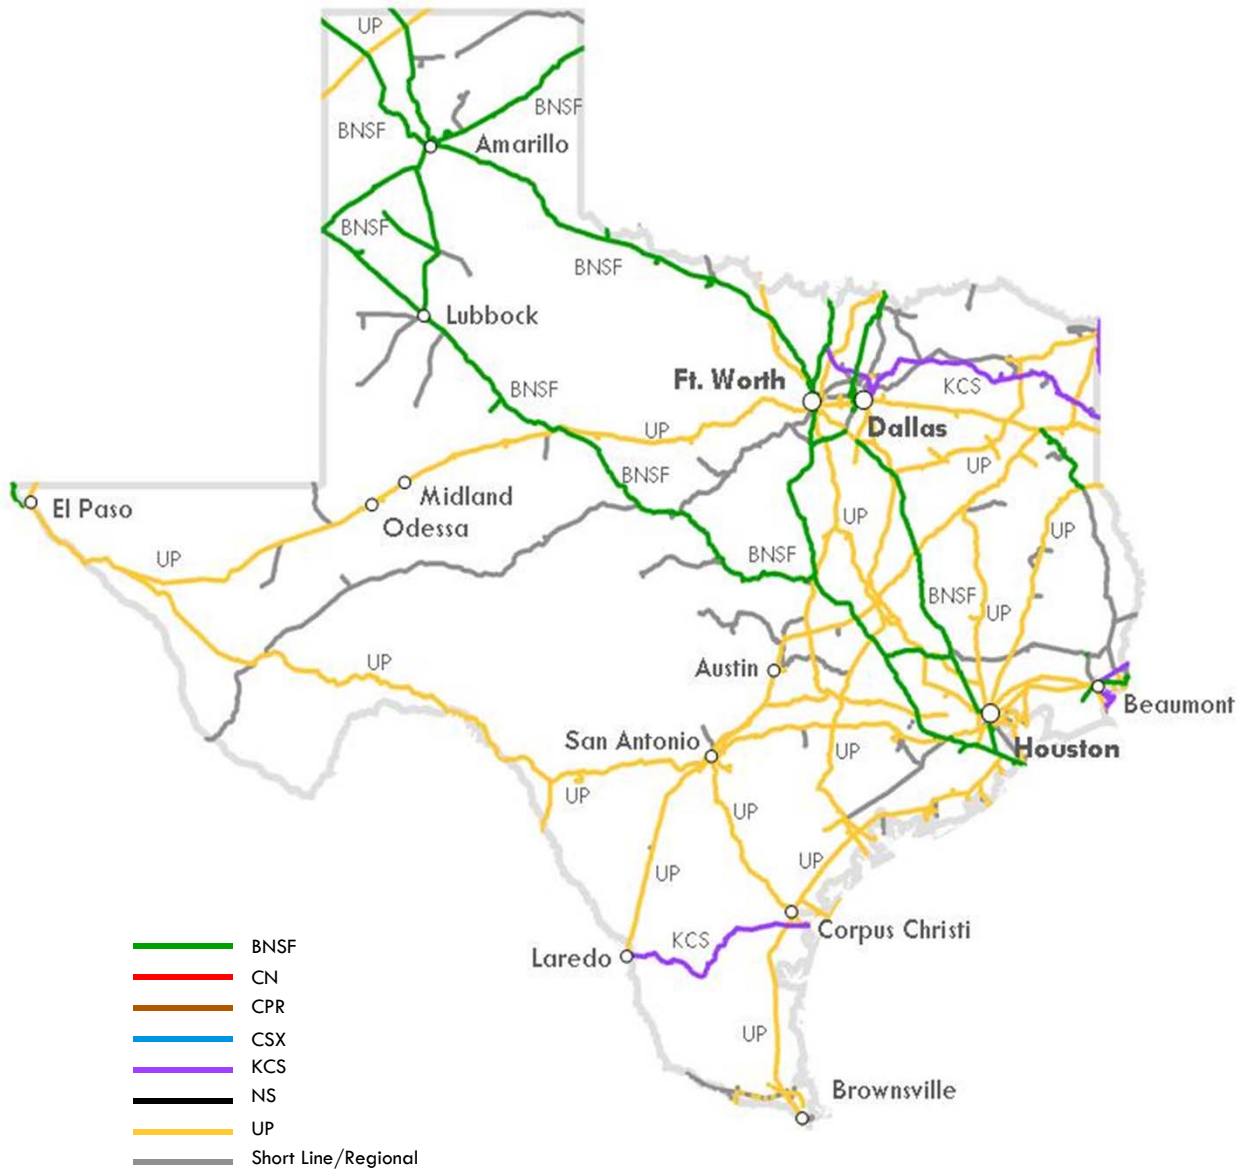 UP
BNSF
BNSF
Amarillo
BNSF
BNSF
Lubbock
Ft. Worth
KCS
BNSF
Dallas
UP
UP
BNSF
Midland
El Paso
Odessa
UP
UP
UP
BNSF
BNSF
UP
UP
Austin
Beaumont
San Antonio
Houston
UP
UP
UP
UP
UP
Corpus Christi
KCS
Laredo
UP
Brownsville
BNSF
CN
CPR
CSX
KCS
NS
UP
Short Line/Regional